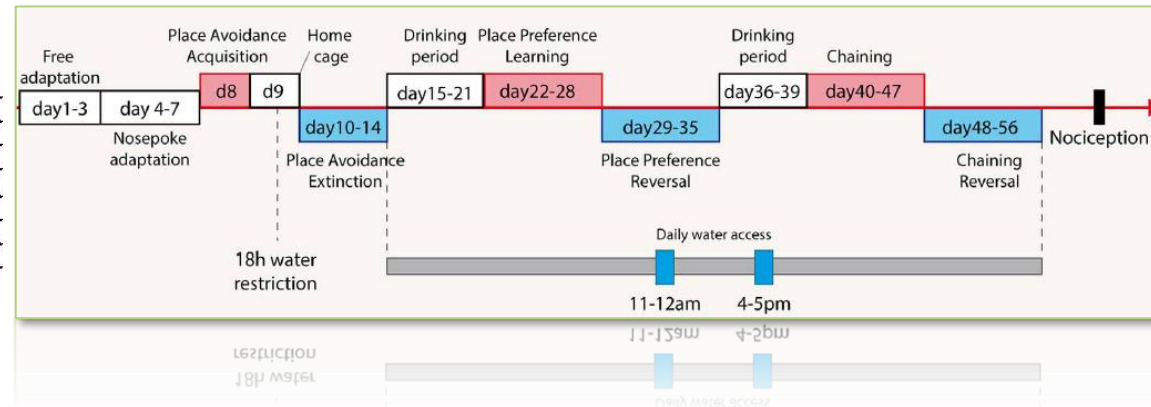 Free
adaptation
day1-3
day 4-7
Nosepoke
adaptation
Place Avoidance
Acquisition
d8
d9
Home
cage
day10-14
Place Avoidance
Extinction
18h water
restriction
Drinking
period
day15-21
Place Preference
Learning
day22-28
day29-35
Place Preference
Reversal
Drinking
period
day36-39
Chaining
day40-47
day48-56
Chaining
Reversal
Nociception
Daily water access
11-12am
4-5pm